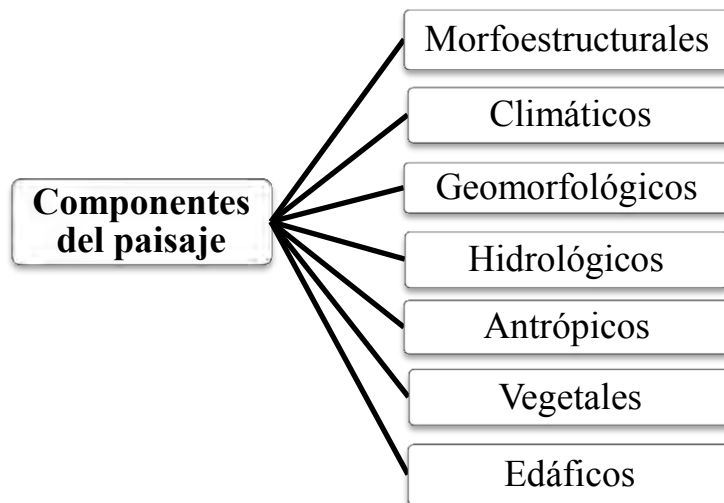 Componentes
del paisaje
Morfoestructurales
Climáticos
Geomorfológicos
Hidrológicos
Antrópicos
Vegetales
Edáficos